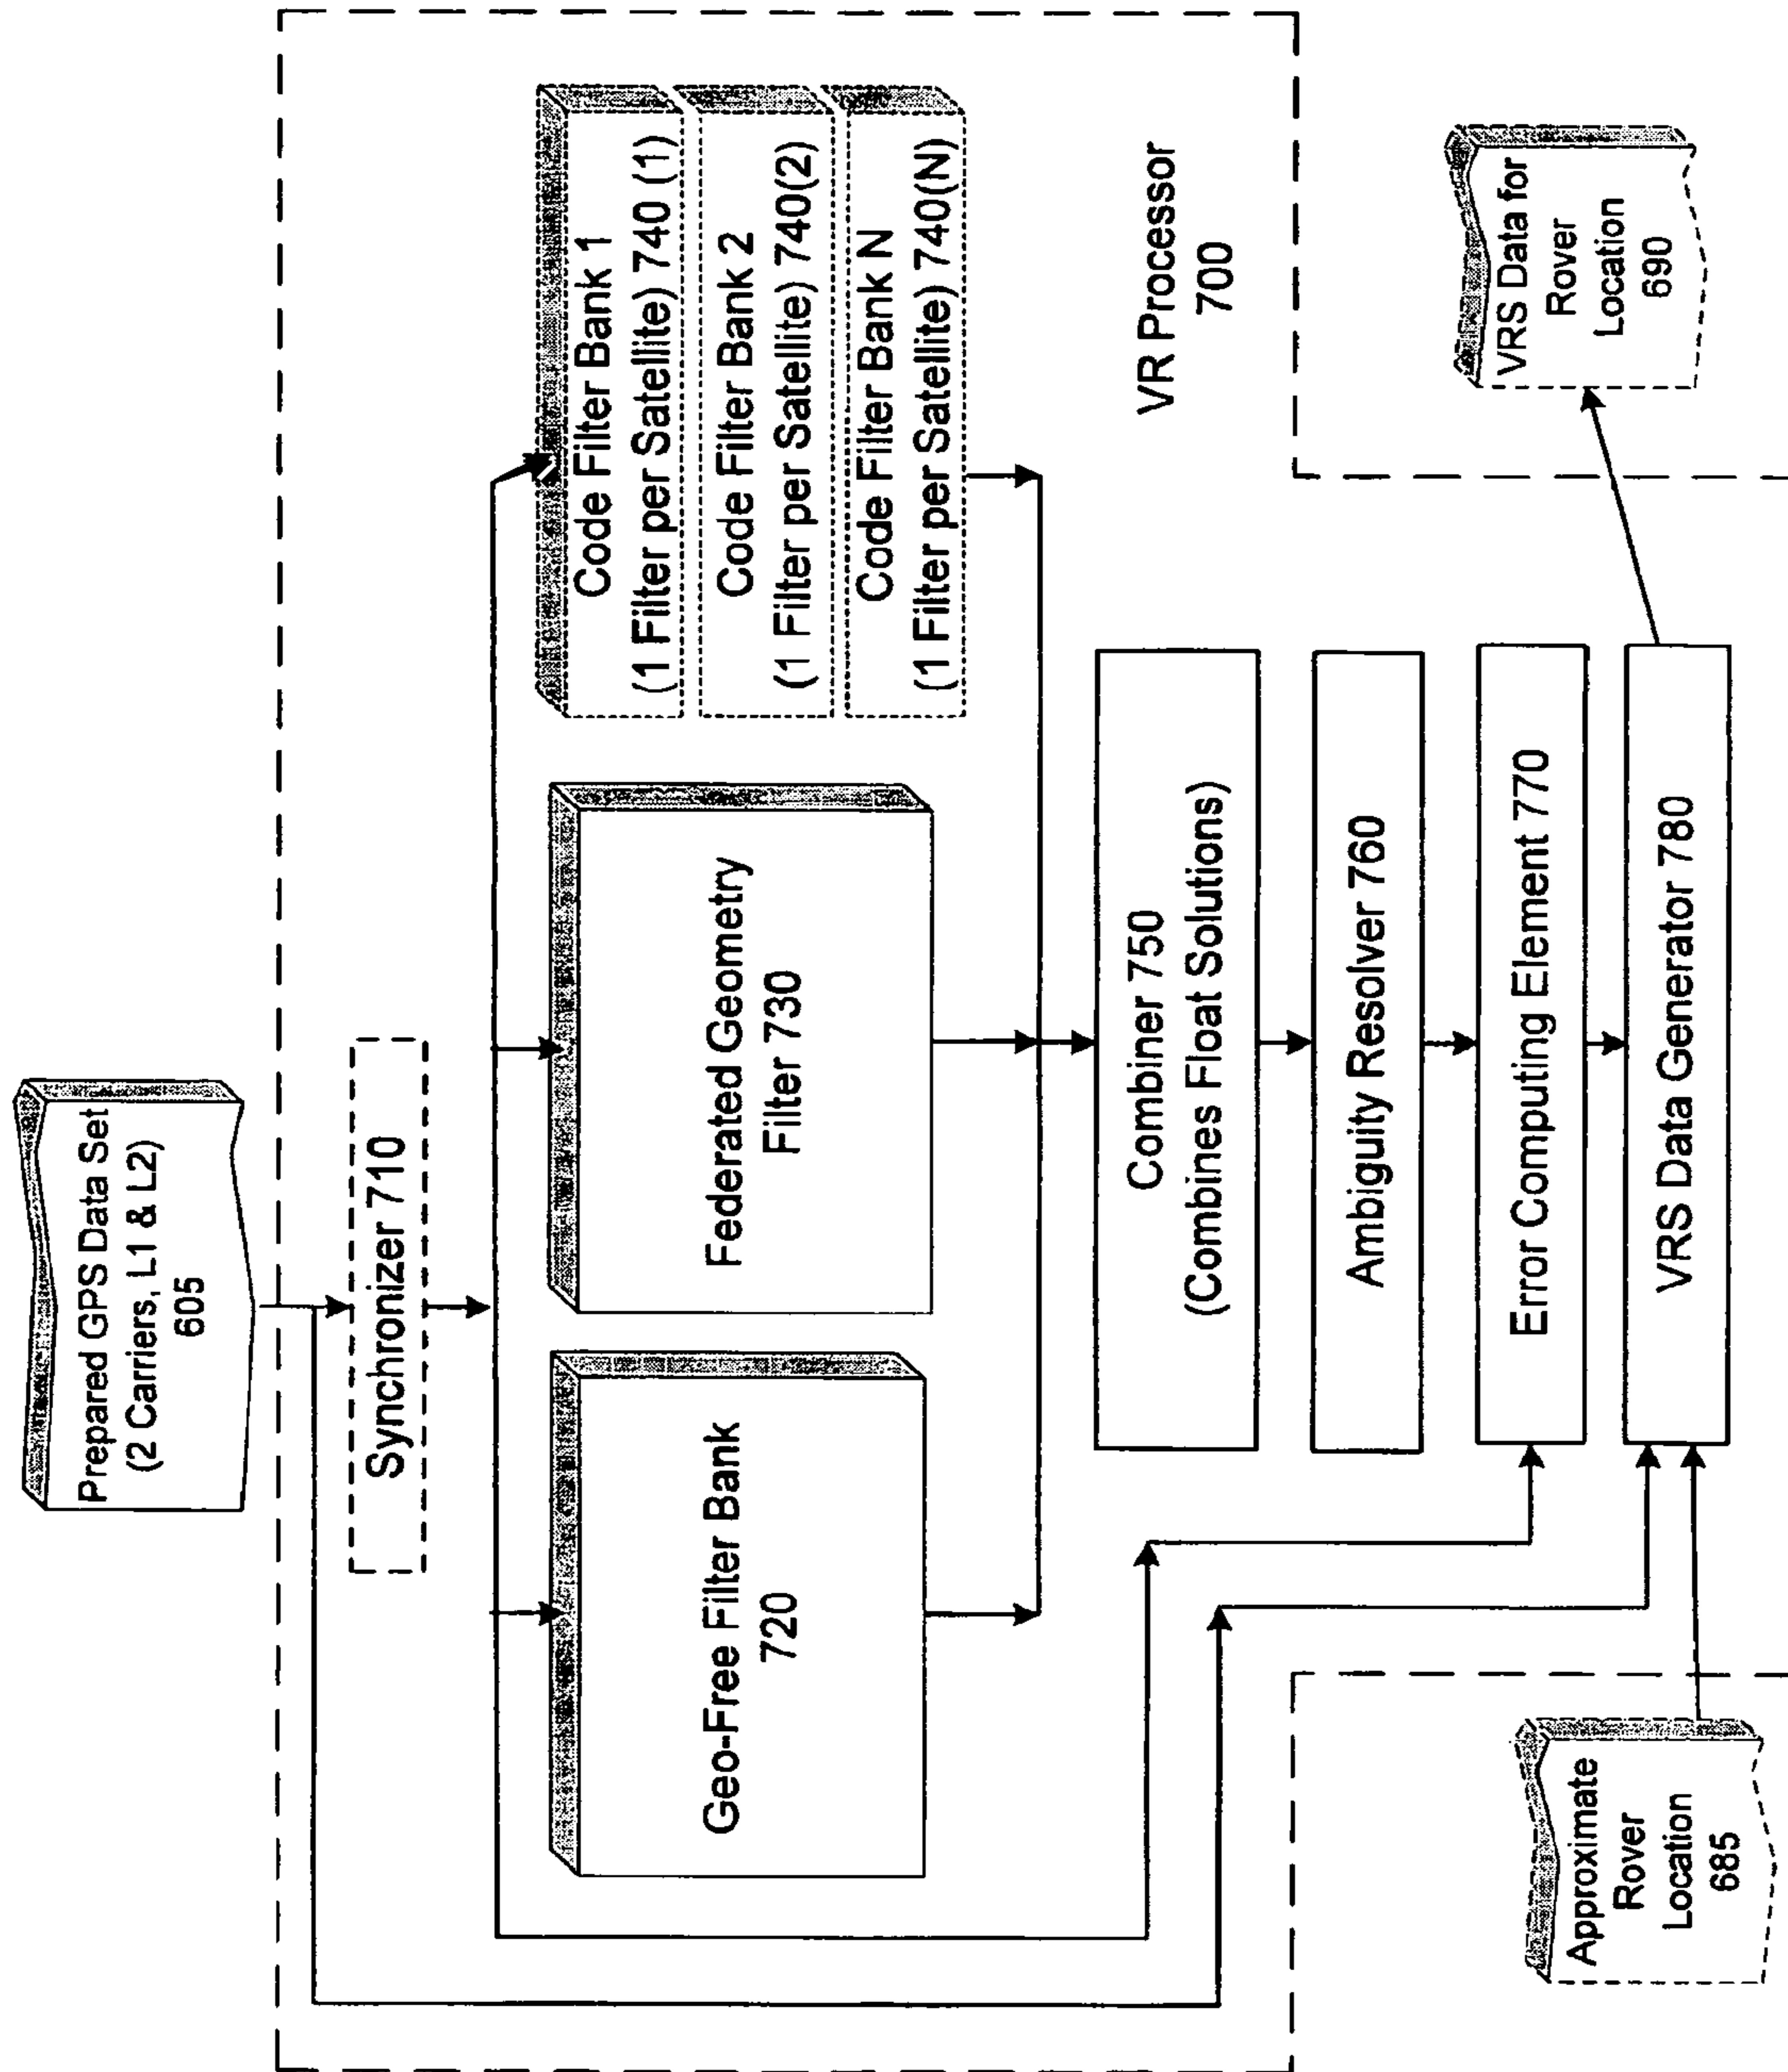 Prepared GPS Data Set
(2 Carriers, L1 & L2)
605
Synchronizer 710
Geo-Free Filter Bank
720
Federated Geometry
Filter 730
Code Filter Bank 1
(1 Filter per Satellite) 740 (1)
Code Filter Bank 2
(1 Filter per Satellite) 740(2)
Code Filter Bank N
(1 Filter per Satellite) 740(N)
Combiner 750
(Combines Float Solutions)
Ambiguity Resolver 760
Error Computing Element 770
VRS Data Generator 780
VR Processor
700
Approximate
Rover
Location
685
VRS Data for
Rover
Location
690